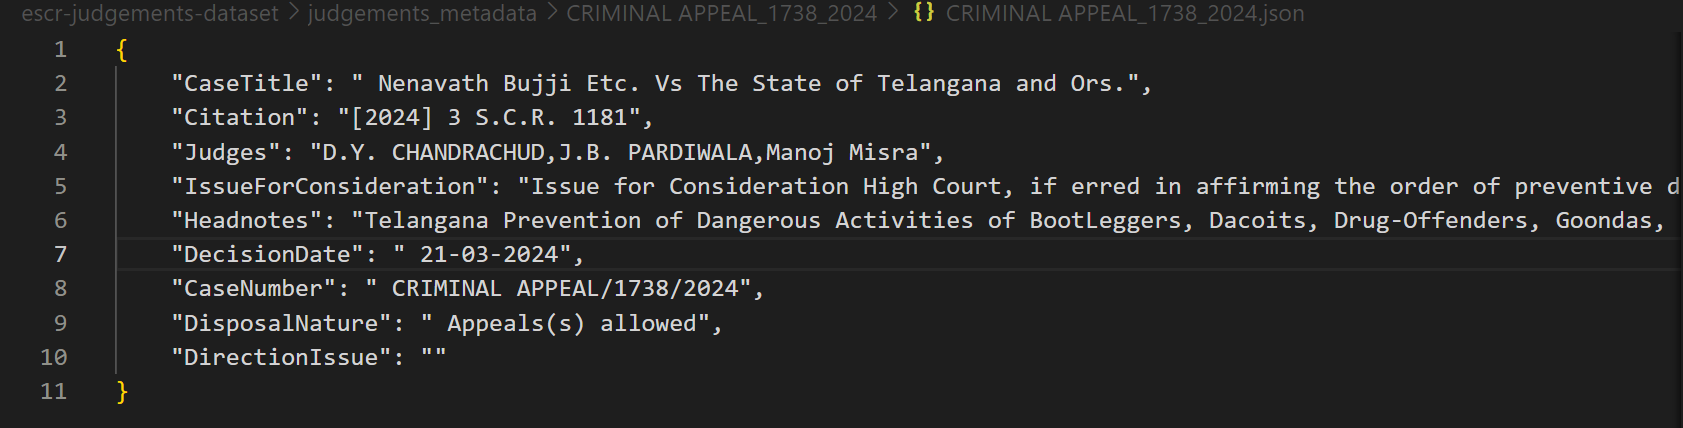 escr-judgements-dataset > judgements_metadata > CRIMINAL APPEAL_1738_2024 > {} CRIMINAL APPEAL_1738_2024.json
1 {
2 "CaseTitle": " Nenavath Bujji Etc. Vs The State of Telangana and Ors.",
3 "Citation": "[2024] 3 S.C.R. 1181",
4 "Judges": "D.Y. CHANDRACHUD,J.B. PARDIWALA,Manoj Misra",
5 "IssueForConsideration": "Issue for Consideration High Court, if erred in affirming the order of preventive d
6 "Headnotes": "Telangana Prevention of Dangerous Activities of BootLeggers, Dacoits, Drug-Offenders, Goondas,
7 "DecisionDate": " 21-03-2024",
8 "CaseNumber": " CRIMINAL APPEAL/1738/2024",
9 "DisposalNature": " Appeals(s) allowed",
10 "DirectionIssue": ""
11 }